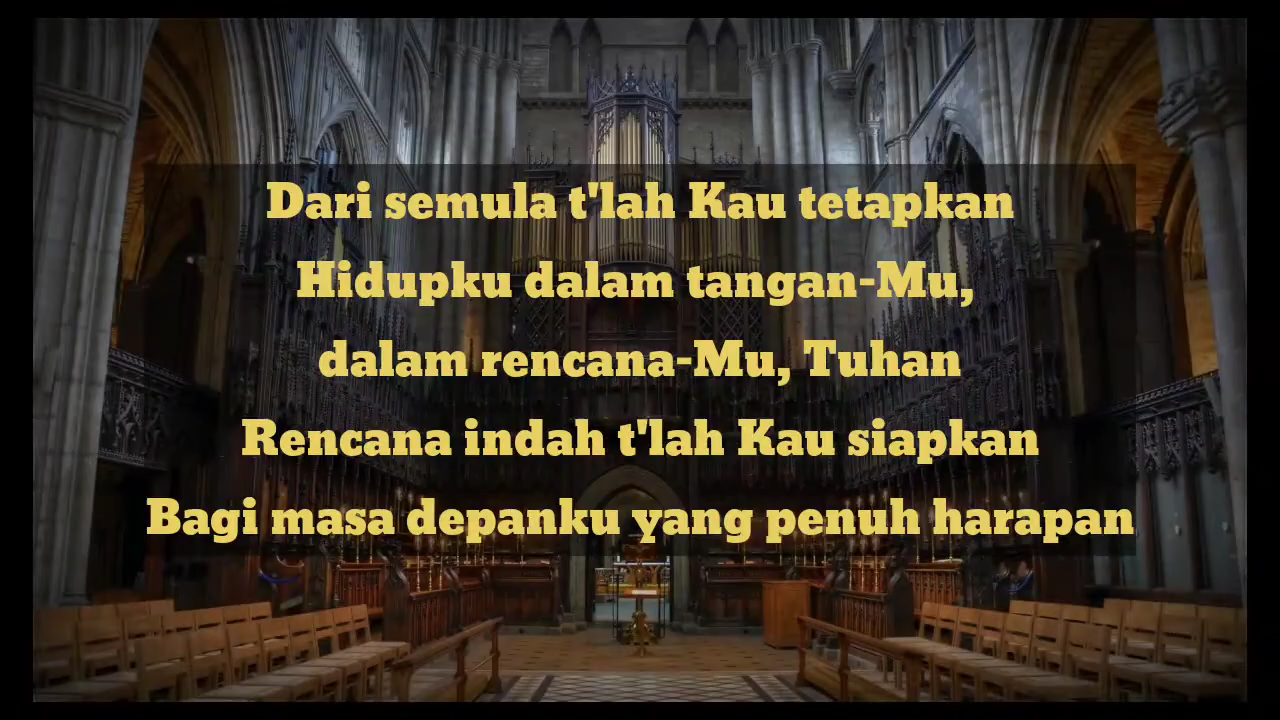 Dari semula t'lah Kau tetapkan
Hidupku dalam tangan-Mu,
dalam rencana-Mu, Tuhan
Rencana indah t'lah Kau siapkan
Bagi masa depanku yang penuh harapan